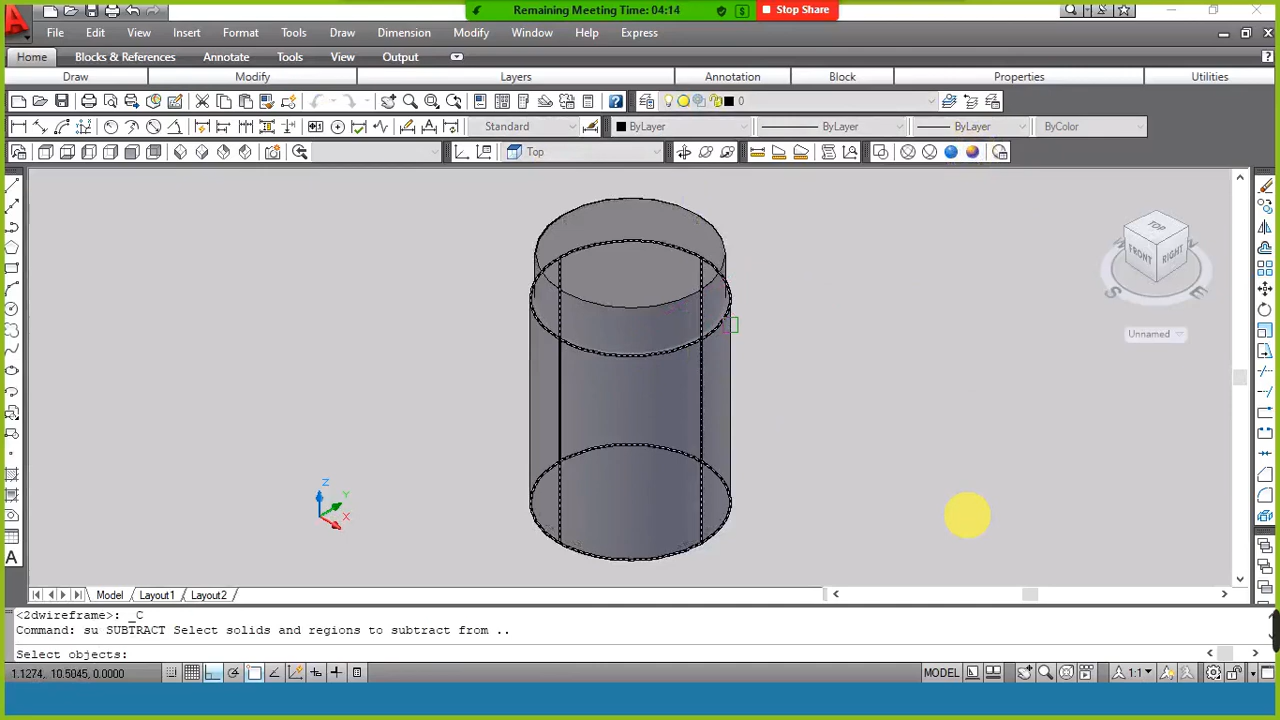 Remaining Meeting Time: 04:14
Stop Share
File Edit View Insert Format Tools Draw Dimension Modify Window Help Express
Home Blocks & References Annotate Tools View Output
Draw Modify Layers Annotation Block Properties Utilities
0
Standard ByLayer ByLayer ByLayer ByColor
Top
TOP
FRONT RIGHT
S E
Unnamed
Z
Y
X
Model Layout1 Layout2
<2dwireframe>: _C
Command: su SUBTRACT Select solids and regions to subtract from ..
Select objects:
1.1274, 10.5045, 0.0000 MODEL 1:1